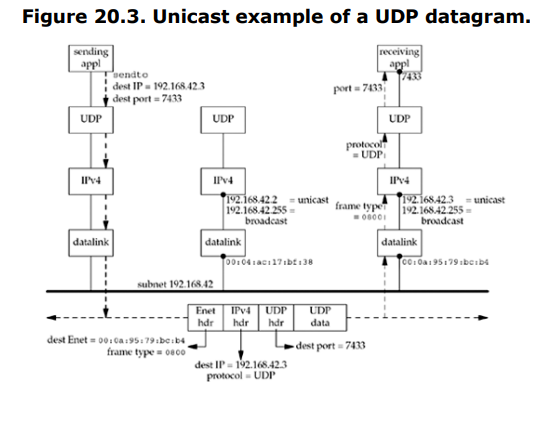 Figure 20.3. Unicast example of a UDP datagram.
sending
appl
receiving
appl
sendto
dest IP = 192.168.42.3
dest port = 7433
7433
port = 7433
UDP
UDP
UDP
protocol
= UDP
IPv4
IPv4
IPv4
192.168.42.2 = unicast
192.168.42.255 =
broadcast
frame type
= 0800
192.168.42.3 = unicast
192.168.42.255 =
broadcast
datalink
datalink
datalink
00:04:ac:17:bf:38
00:0a:95:79:bc:b4
subnet 192.168.42
Enet
hdr
IPv4
hdr
UDP
hdr
UDP
data
dest Enet = 00:0a:95:79:bc:b4
frame type = 0800
dest port = 7433
dest IP = 192.168.42.3
protocol = UDP